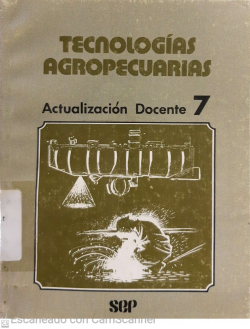 TECNOLOGÍAS
AGROPECUARIAS
Actualización Docente 7
SEP
Escaneado con CamScanner